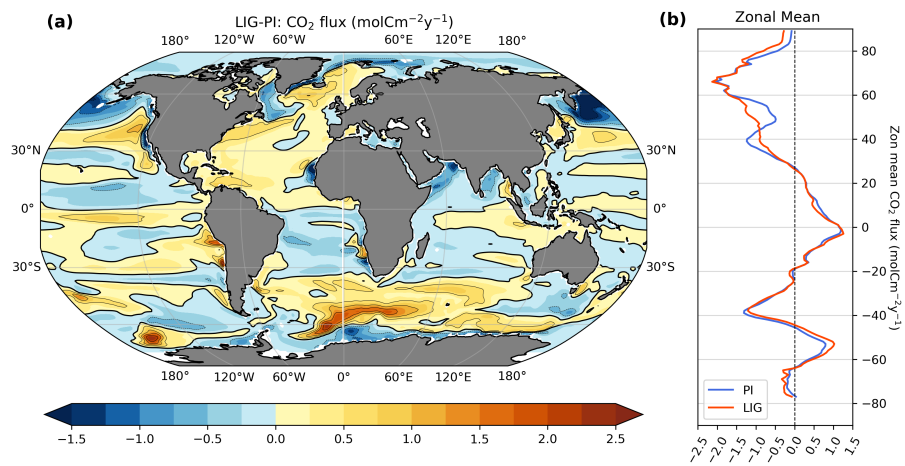 (a)
LIG-PI: CO₂ flux (molCm⁻²y⁻¹)
180° 120°W 60°W 0° 60°E 120°E 180°
30°N 30°N
0° 0°
30°S 30°S
180° 120°W 60°W 0° 60°E 120°E 180°
−1.5 −1.0 −0.5 0.0 0.5 1.0 1.5 2.0 2.5
(b)
Zonal Mean
80
60
40
20
0
−20
−40
−60
−80
Zon mean CO₂ flux (molCm⁻²y⁻¹)
PI
LIG
−2.5 −2.0 −1.5 −1.0 −0.5 0.0 0.5 1.0 1.5